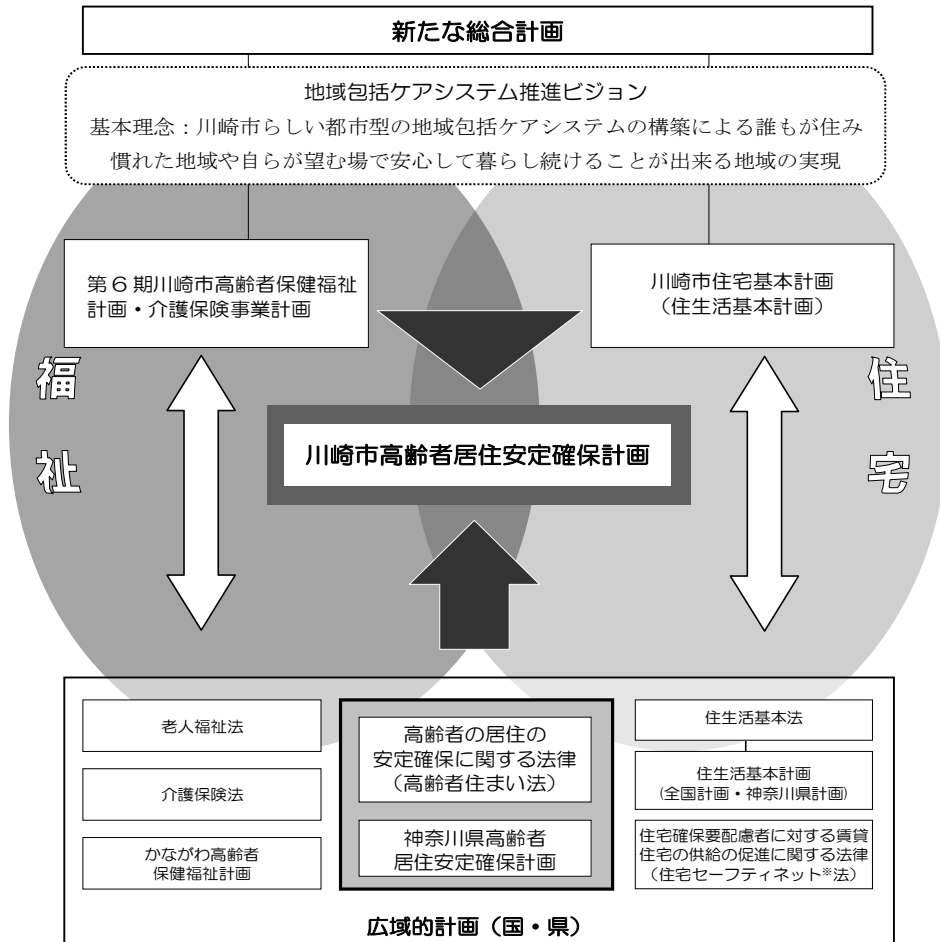 新たな総合計画
地域包括ケアシステム推進ビジョン
基本理念：川崎市らしい都市型の地域包括ケアシステムの構築による誰もが住み
慣れた地域や自らが望む場で安心して暮らし続けることが出来る地域の実現
第6期川崎市高齢者保健福祉
計画・介護保険事業計画
川崎市住宅基本計画
（住生活基本計画）
福
祉
住
宅
川崎市高齢者居住安定確保計画
老人福祉法
介護保険法
かながわ高齢者
保健福祉計画
高齢者の居住の
安定確保に関する法律
（高齢者住まい法）
神奈川県高齢者
居住安定確保計画
住生活基本法
住生活基本計画
(全国計画・神奈川県計画)
住宅確保要配慮者に対する賃貸
住宅の供給の促進に関する法律
（住宅セーフティネット※法）
広域的計画（国・県）